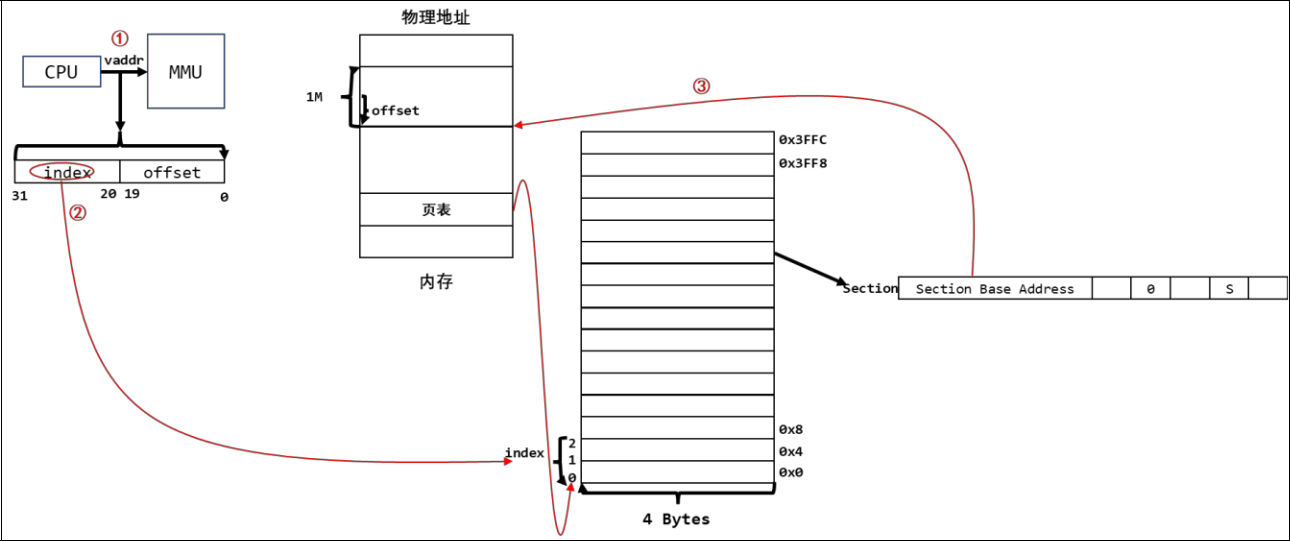 物理地址
①
vaddr
CPU
MMU
1M
offset
③
index
offset
31
20
19
0
②
页表
内存
0x3FFC
0x3FF8
Section
Section Base Address
0
S
0x8
2
index
1
0x4
0
0x0
4 Bytes